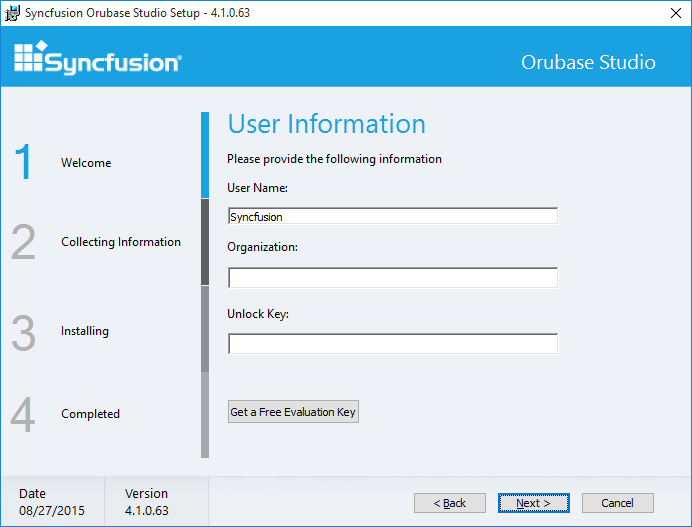 Syncfusion Orubase Studio Setup - 4.1.0.63
Syncfusion®
Orubase Studio
User Information
Please provide the following information
1
Welcome
User Name:
Syncfusion
2
Collecting Information
Organization:
Unlock Key:
3
Installing
4
Completed
Get a Free Evaluation Key
Date
08/27/2015
Version
4.1.0.63
< Back
Next >
Cancel